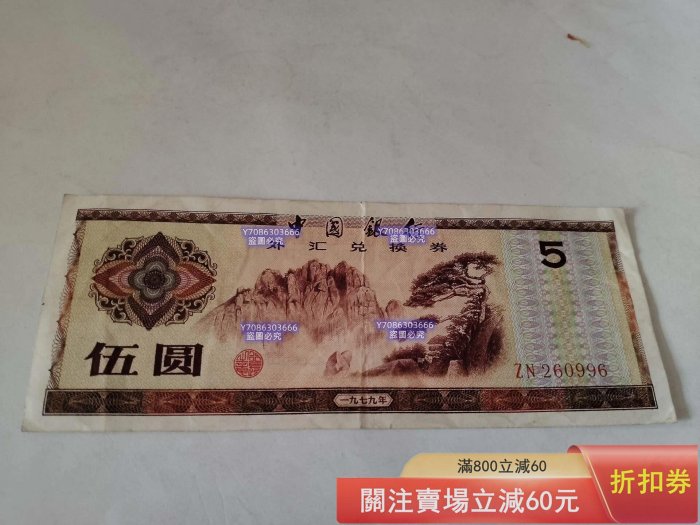 中國銀行
外汇兑换券
5
Y7086303666
盜圖必究
Y7086303666
盜圖必究
Y7086303666
盜圖必究
Y7086303666
盜圖必究
伍圆
ZN 260996
一九七九年
滿800立減60
關注賣場立減60元
折扣券